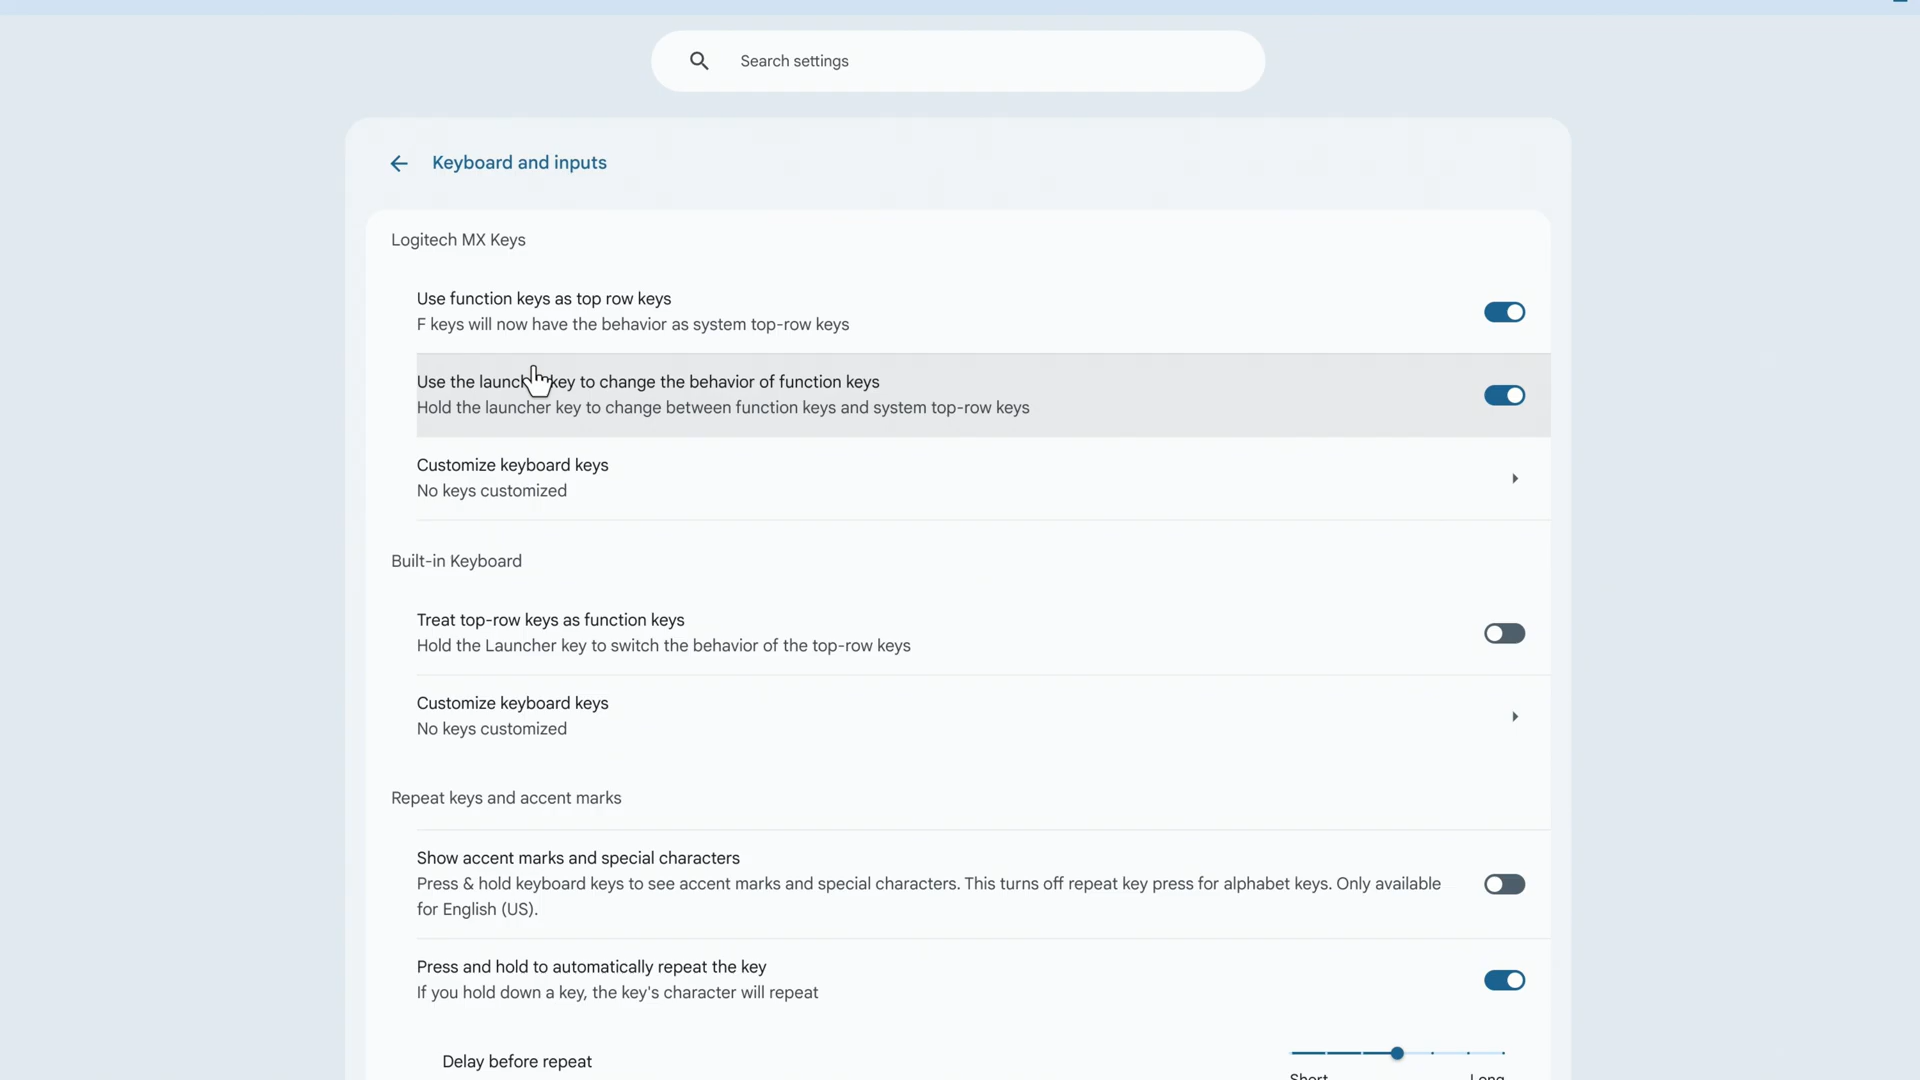 Search settings
Keyboard and inputs
Logitech MX Keys
Use function keys as top row keys
F keys will now have the behavior as system top-row keys
Use the launcher key to change the behavior of function keys
Hold the launcher key to change between function keys and system top-row keys
Customize keyboard keys
No keys customized
Built-in Keyboard
Treat top-row keys as function keys
Hold the Launcher key to switch the behavior of the top-row keys
Customize keyboard keys
No keys customized
Repeat keys and accent marks
Show accent marks and special characters
Press & hold keyboard keys to see accent marks and special characters. This turns off repeat key press for alphabet keys. Only available
for English (US).
Press and hold to automatically repeat the key
If you hold down a key, the key's character will repeat
Delay before repeat
Short Long